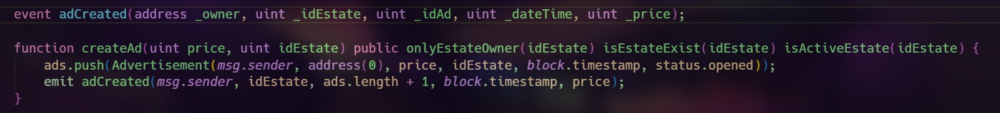 event adCreated(address _owner, uint _idEstate, uint _idAd, uint _dateTime, uint _price);
function createAd(uint price, uint idEstate) public onlyEstateOwner(idEstate) isEstateExist(idEstate) isActiveEstate(idEstate) {
ads.push(Advertisement(msg.sender, address(0), price, idEstate, block.timestamp, status.opened));
emit adCreated(msg.sender, idEstate, ads.length + 1, block.timestamp, price);
}